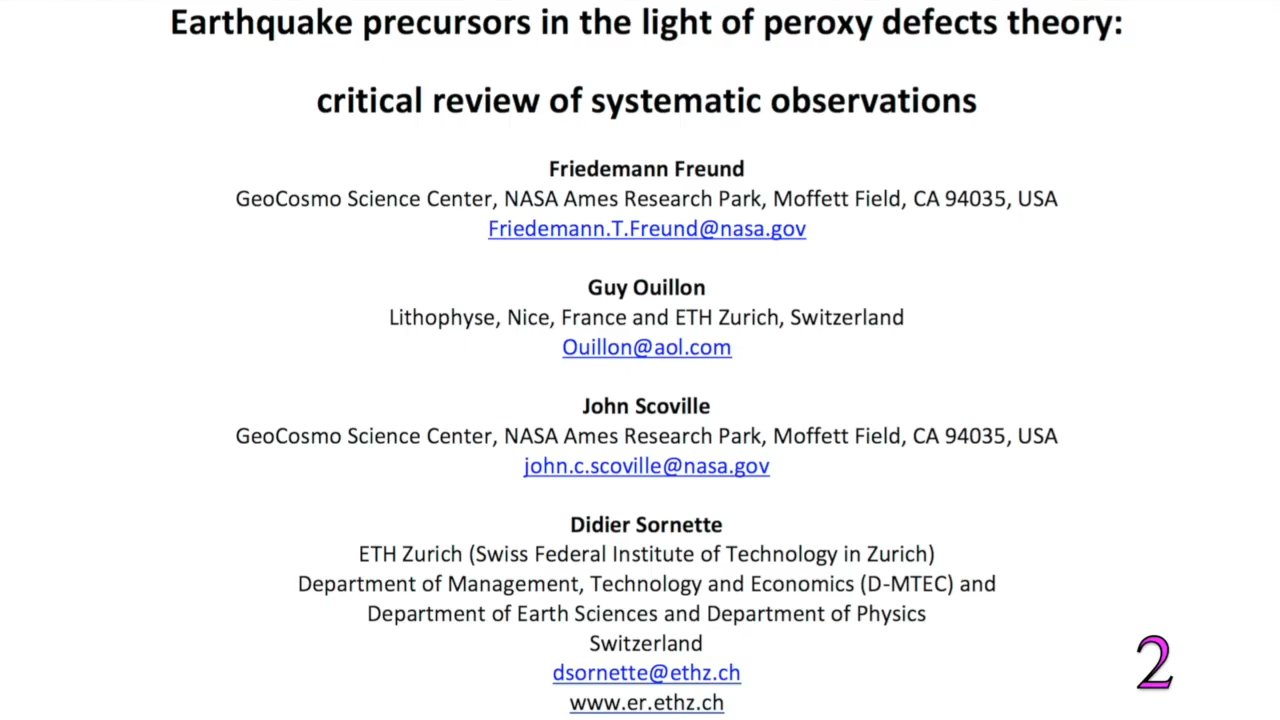 Earthquake precursors in the light of peroxy defects theory:
critical review of systematic observations
Friedemann Freund
GeoCosmo Science Center, NASA Ames Research Park, Moffett Field, CA 94035, USA
Friedemann.T.Freund@nasa.gov
Guy Ouillon
Lithophyse, Nice, France and ETH Zurich, Switzerland
Ouillon@aol.com
John Scoville
GeoCosmo Science Center, NASA Ames Research Park, Moffett Field, CA 94035, USA
john.c.scoville@nasa.gov
Didier Sornette
ETH Zurich (Swiss Federal Institute of Technology in Zurich)
Department of Management, Technology and Economics (D-MTEC) and
Department of Earth Sciences and Department of Physics
Switzerland
dsornette@ethz.ch
www.er.ethz.ch
2